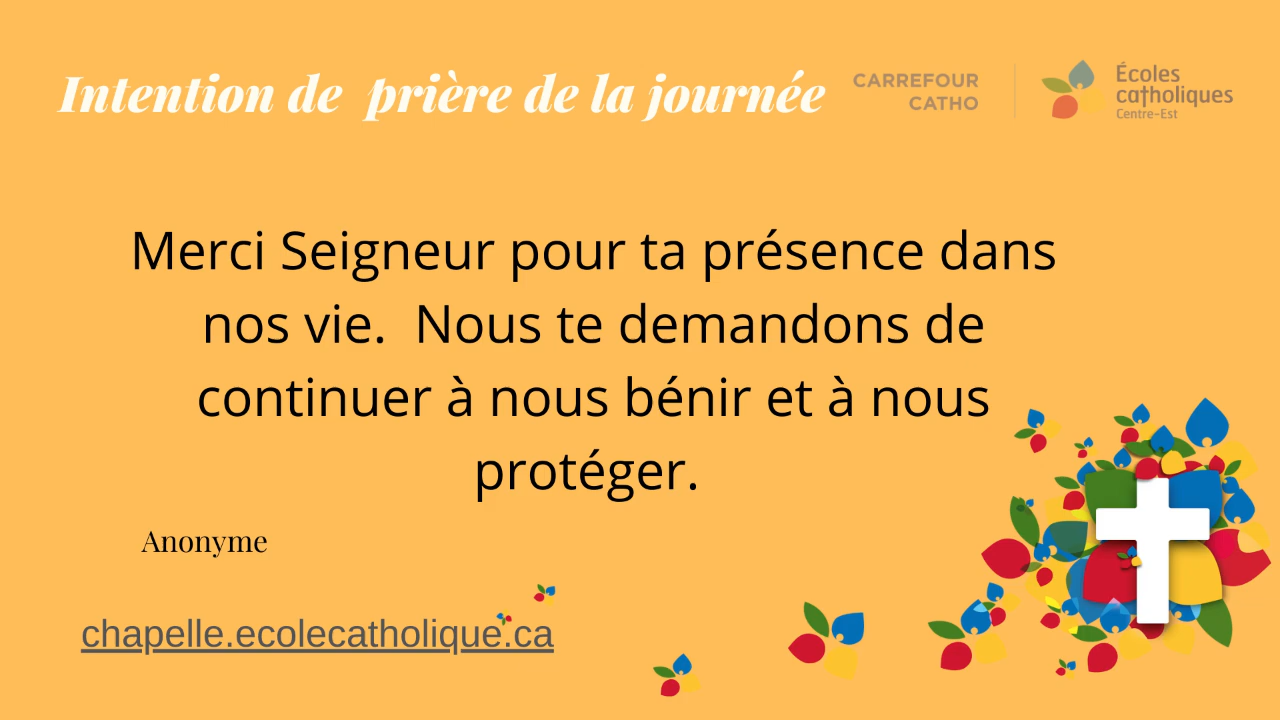 Intention de  prière de la journée
CARREFOUR
CATHO
Écoles
catholiques
Centre-Est
Merci Seigneur pour ta présence dans
nos vie.  Nous te demandons de
continuer à nous bénir et à nous
protéger.
Anonyme
chapelle.ecolecatholique.ca